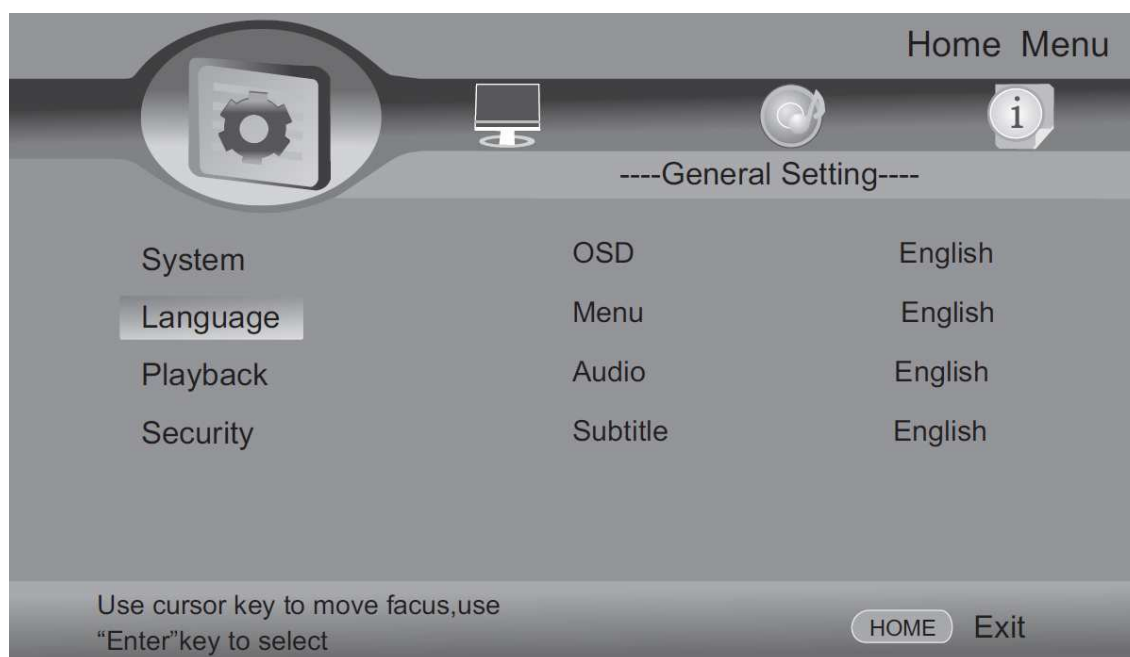 Home Menu
i
----General Setting----
System
OSD
English
Language
Menu
English
Playback
Audio
English
Security
Subtitle
English
Use cursor key to move facus,use
“Enter”key to select
HOME
Exit